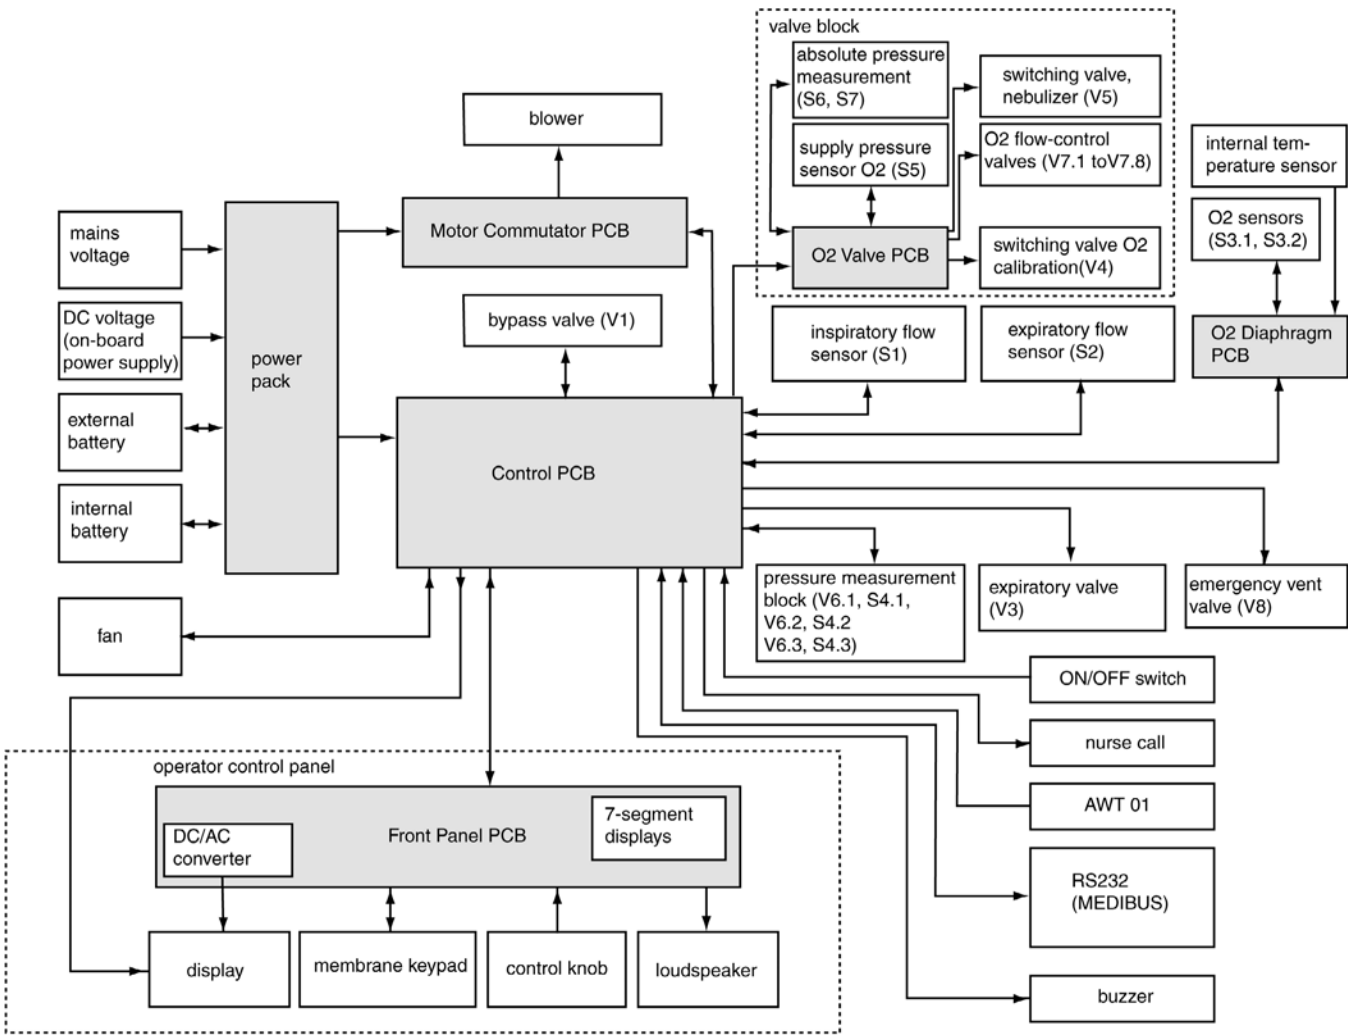 valve block
absolute pressure
measurement
(S6, S7)
switching valve,
nebulizer (V5)
blower
supply pressure
sensor O2 (S5)
O2 flow-control
valves (V7.1 toV7.8)
internal tem-
perature sensor
mains
voltage
Motor Commutator PCB
O2 Valve PCB
switching valve O2
calibration(V4)
O2 sensors
(S3.1, S3.2)
DC voltage
(on-board
power supply)
power
pack
bypass valve (V1)
inspiratory flow
sensor (S1)
expiratory flow
sensor (S2)
O2 Diaphragm
PCB
external
battery
Control PCB
internal
battery
pressure measurement
block (V6.1, S4.1,
V6.2, S4.2
V6.3, S4.3)
expiratory valve
(V3)
emergency vent
valve (V8)
fan
ON/OFF switch
nurse call
AWT 01
RS232
(MEDIBUS)
buzzer
operator control panel
DC/AC
converter
Front Panel PCB
7-segment
displays
display
membrane keypad
control knob
loudspeaker